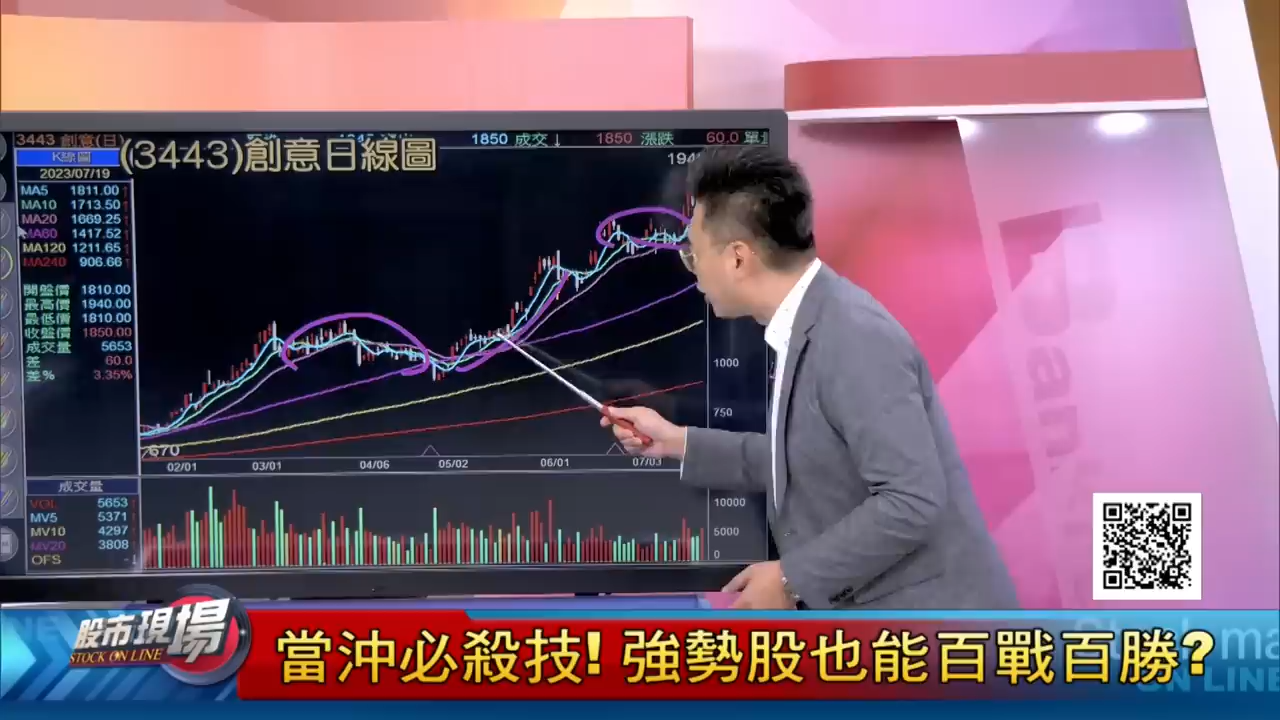 3443 創意(日)
1850 成交↓ 1850 漲跌 60.0 單量
(3443)創意日線圖
K線圖
2023/07/19
MA5 1811.00↑
MA10 1713.50↑
MA20 1669.25↑
MA60 1417.52↑
MA120 1211.65↑
MA240 906.66↑
開盤價 1810.00
最高價 1940.00
最低價 1810.00
收盤價 1850.00
成交量 5653
差 60.0
差% 3.35%
194
1000
750
670
02/01 03/01 04/06 05/02 06/01 07/03
成交量
VOL 5653↑
MV5 5371↑
MV10 4297↑
MV20 3808↑
OFS -↓
10000
5000
0
Ban
股市現場
STOCK ON LINE
當沖必殺技!強勢股也能百戰百勝?
ON LINE